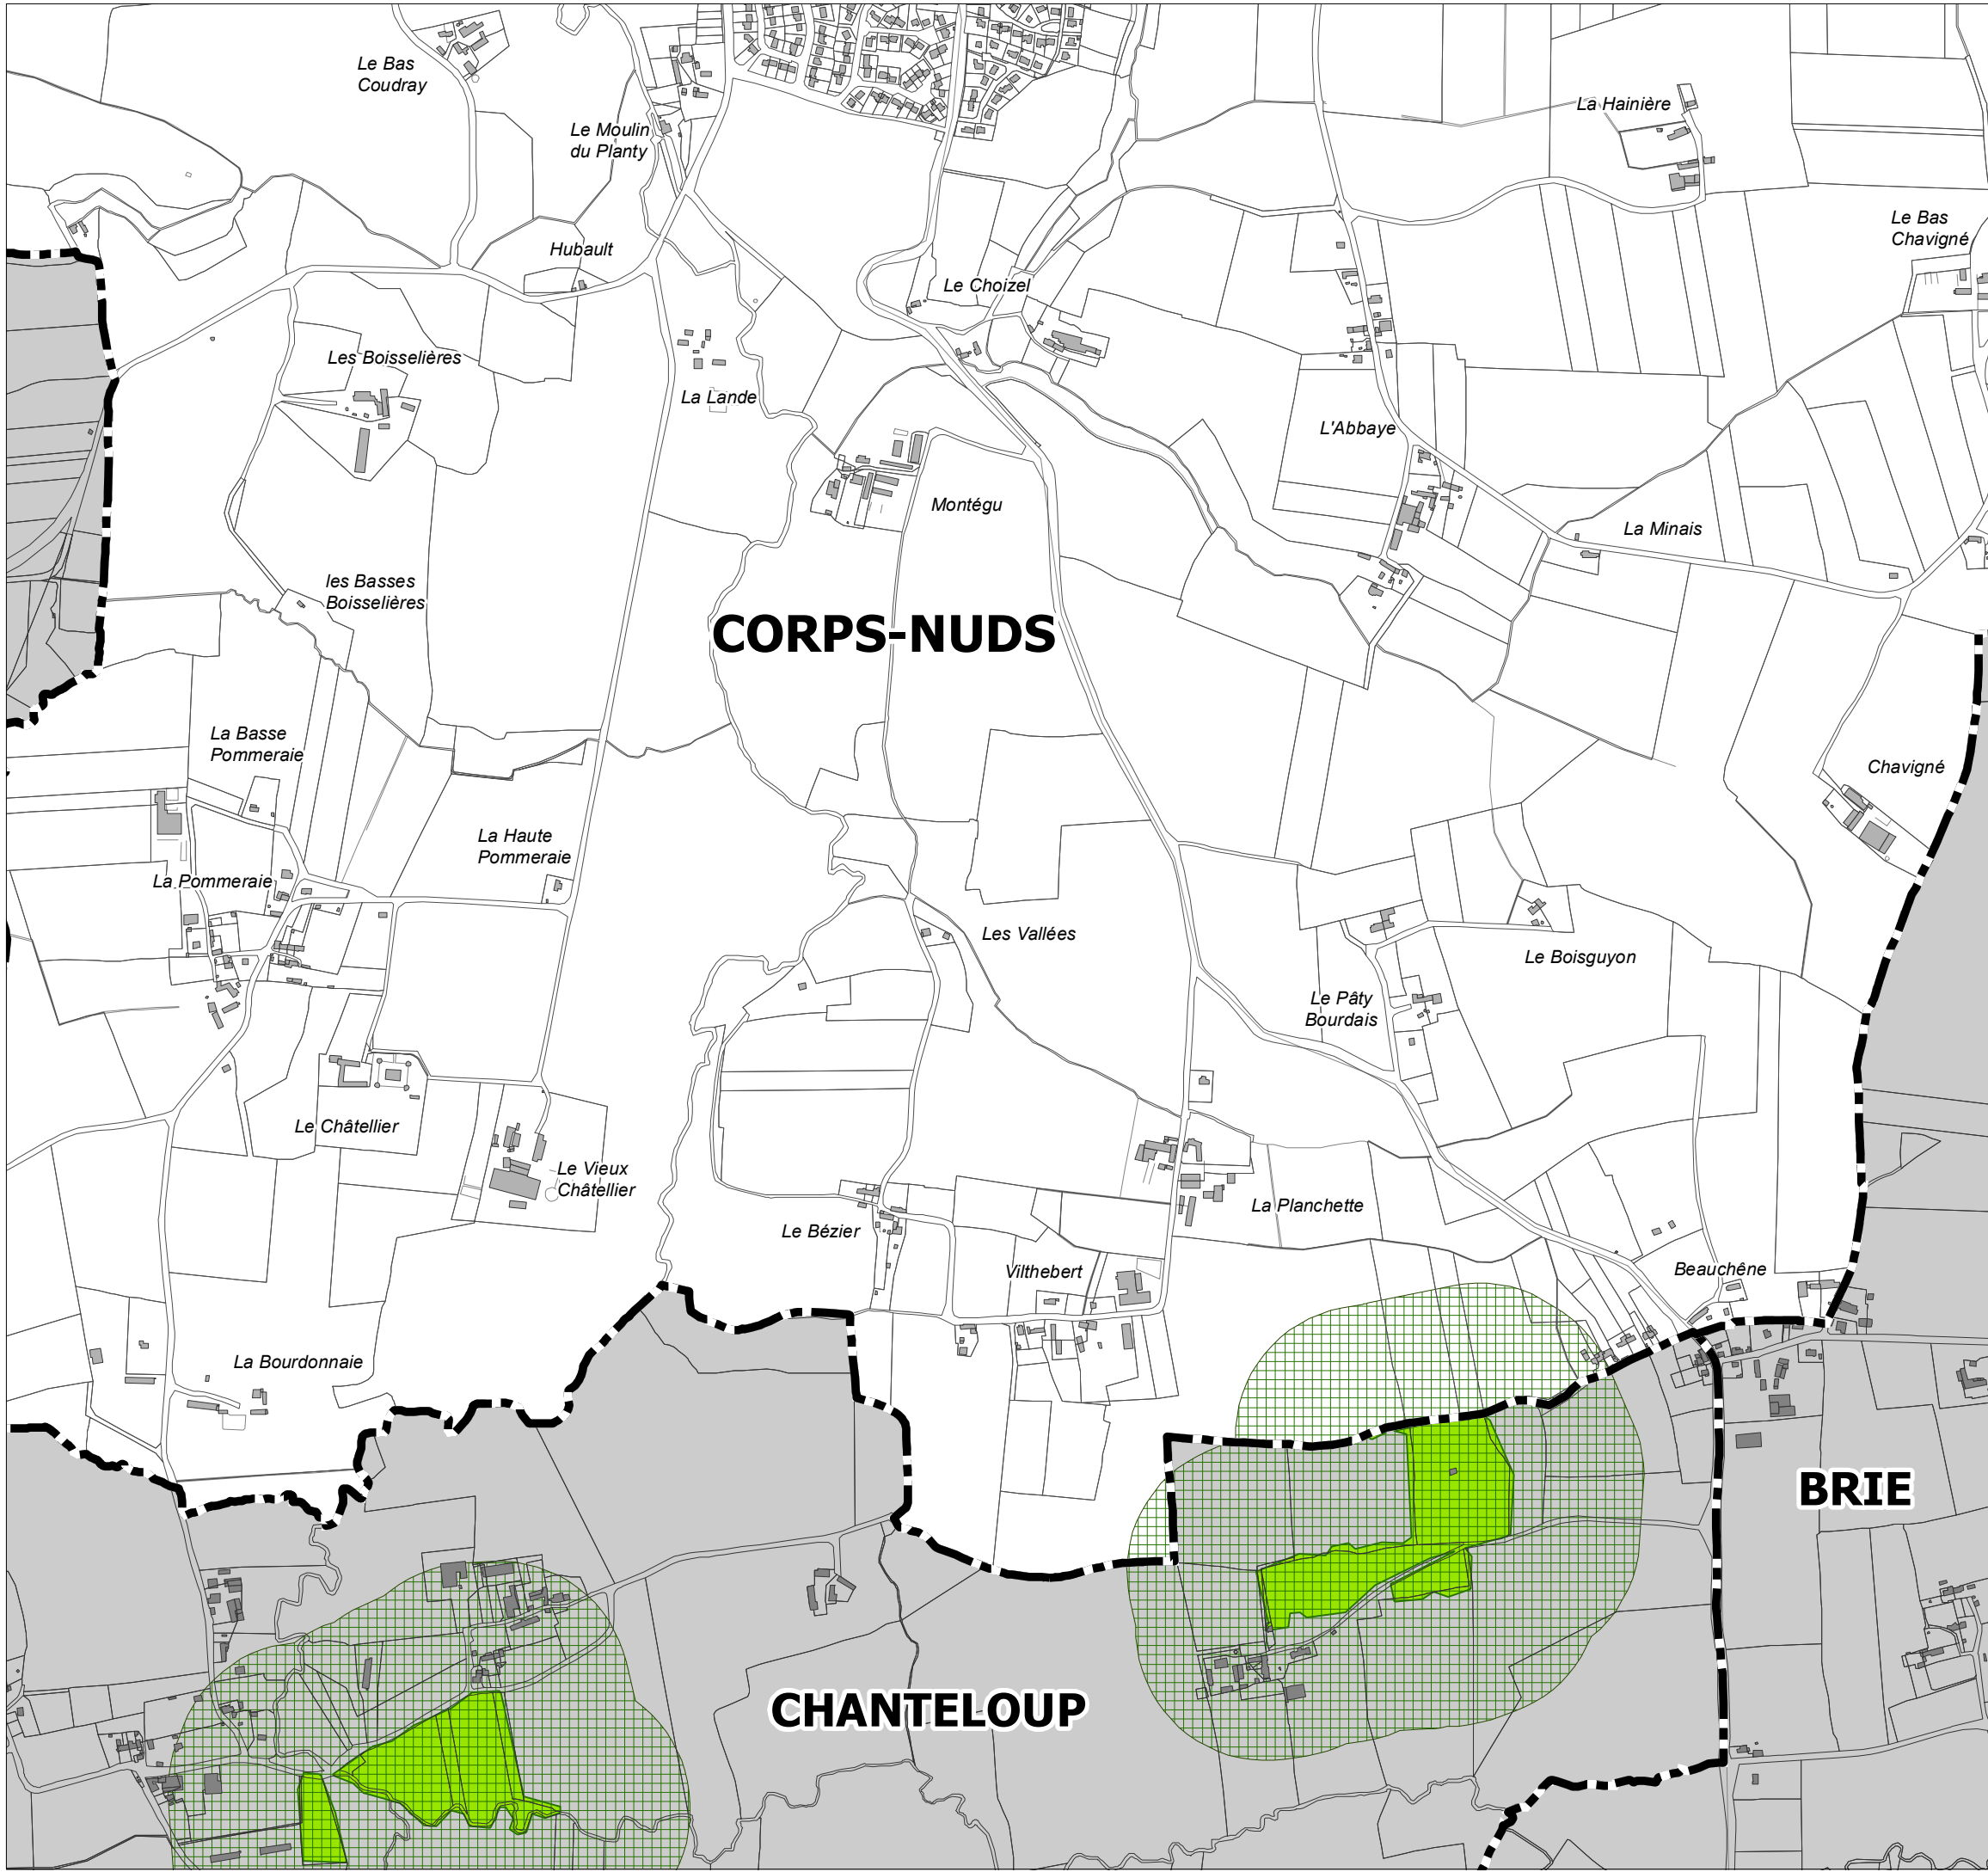 Le Bas
Coudray
Le Moulin
du Planty
La Hainière
Le Bas
Chavigné
Hubault
Le Choizel
Les Boisselières
La Lande
L'Abbaye
Montégu
La Minais
les Basses
Boisselières
CORPS-NUDS
La Basse
Pommeraie
Chavigné
La Haute
Pommeraie
La Pommeraie
Les Vallées
Le Boisguyon
Le Pâty
Bourdais
Le Châtellier
Le Vieux
Châtellier
La Planchette
Le Bézier
Vilthebert
Beauchêne
La Bourdonnaie
BRIE
CHANTELOUP